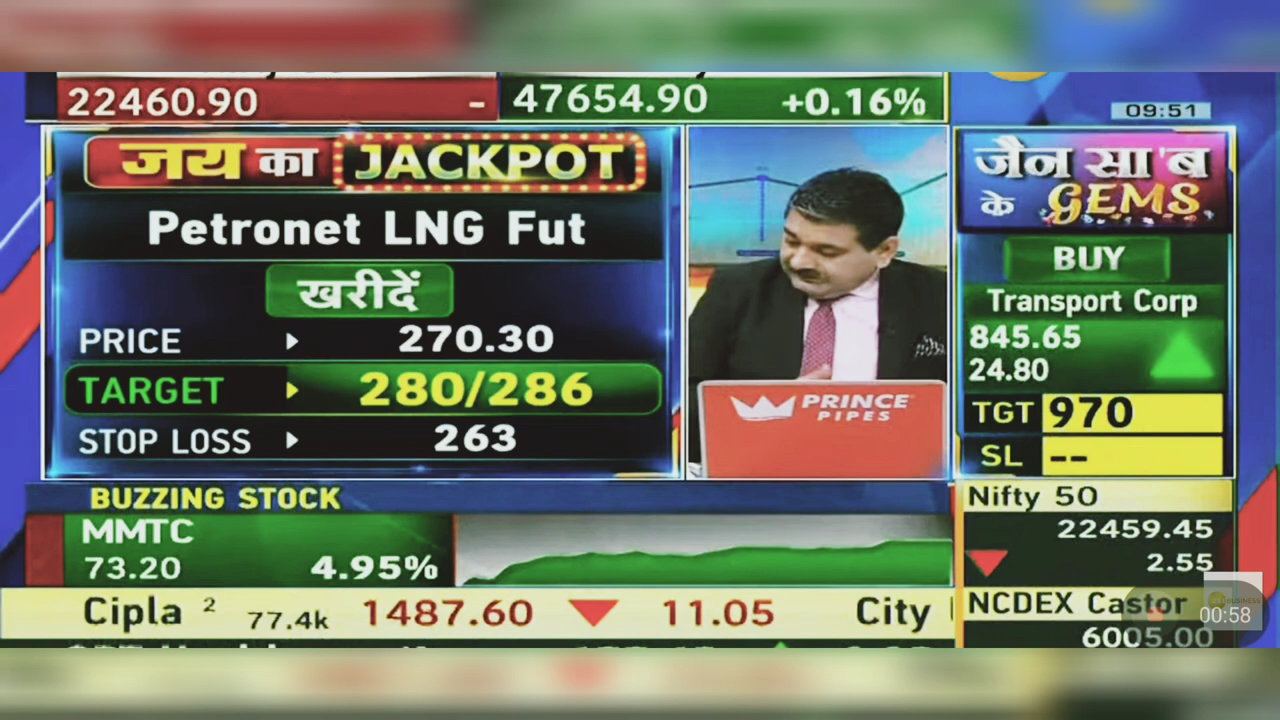 22460.90 -
47654.90 +0.16%
09:51
जय का JACKPOT
Petronet LNG Fut
खरीदें
PRICE 270.30
TARGET 280/286
STOP LOSS 263
PRINCE
PIPES
जैन सा'ब
के GEMS
BUY
Transport Corp
845.65
24.80
TGT 970
SL --
BUZZING STOCK
MMTC
73.20 4.95%
Nifty 50
22459.45
2.55
Cipla 2 77.4k 1487.60 11.05 City
NCDEX Castor
00:58
6005.00